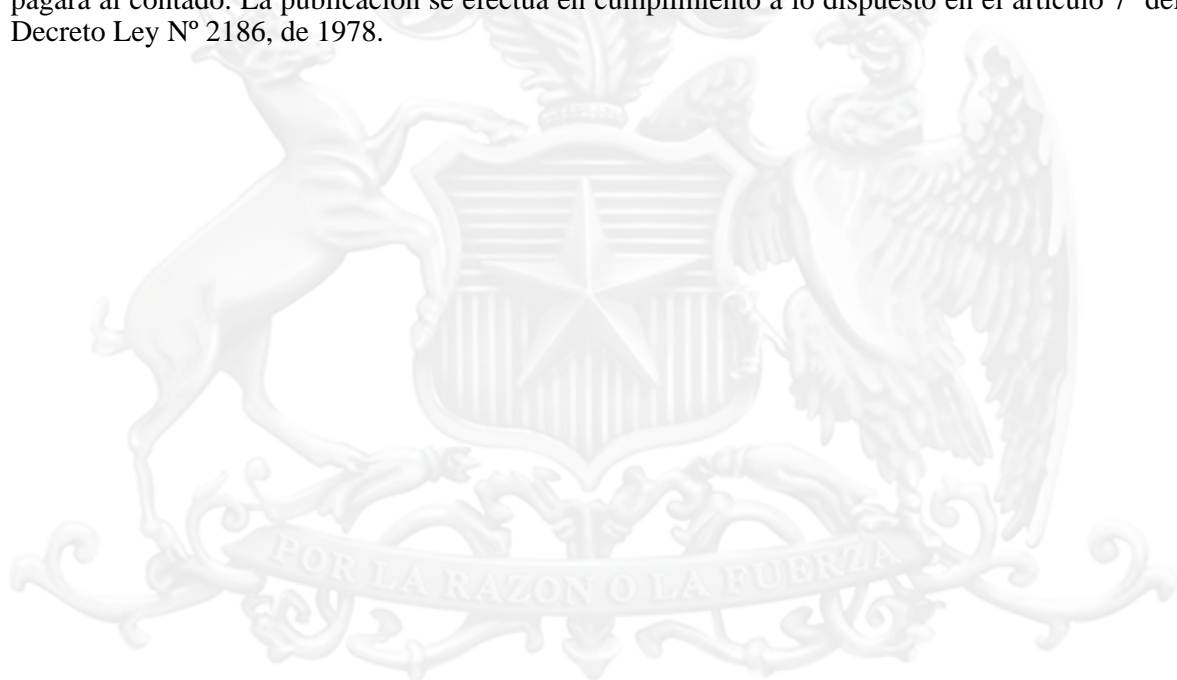 pagará al contado. La publicación se efectúa en cumplimiento a lo dispuesto en el artículo 7º del
Decreto Ley Nº 2186, de 1978.
POR LA RAZON O LA FUERZA